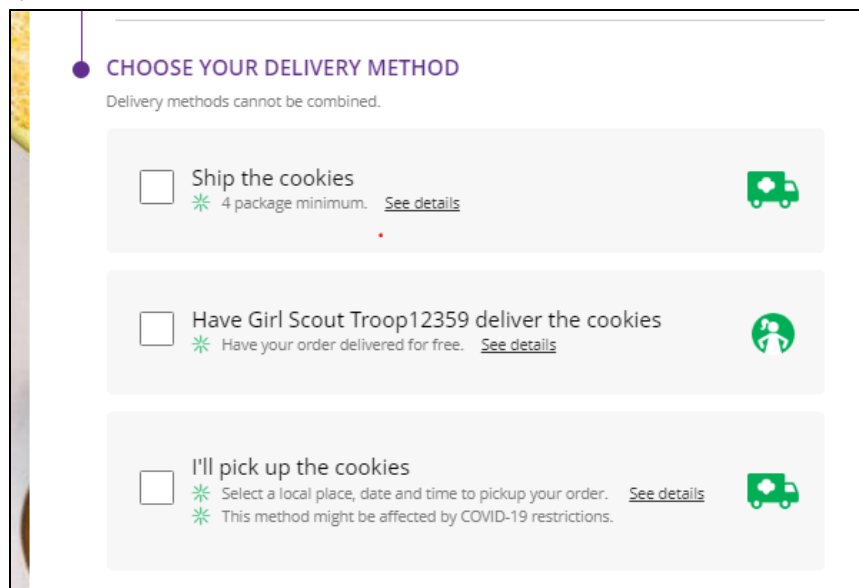 CHOOSE YOUR DELIVERY METHOD
Delivery methods cannot be combined.
Ship the cookies
4 package minimum. See details
Have Girl Scout Troop12359 deliver the cookies
Have your order delivered for free. See details
I'll pick up the cookies
Select a local place, date and time to pickup your order. See details
This method might be affected by COVID-19 restrictions.